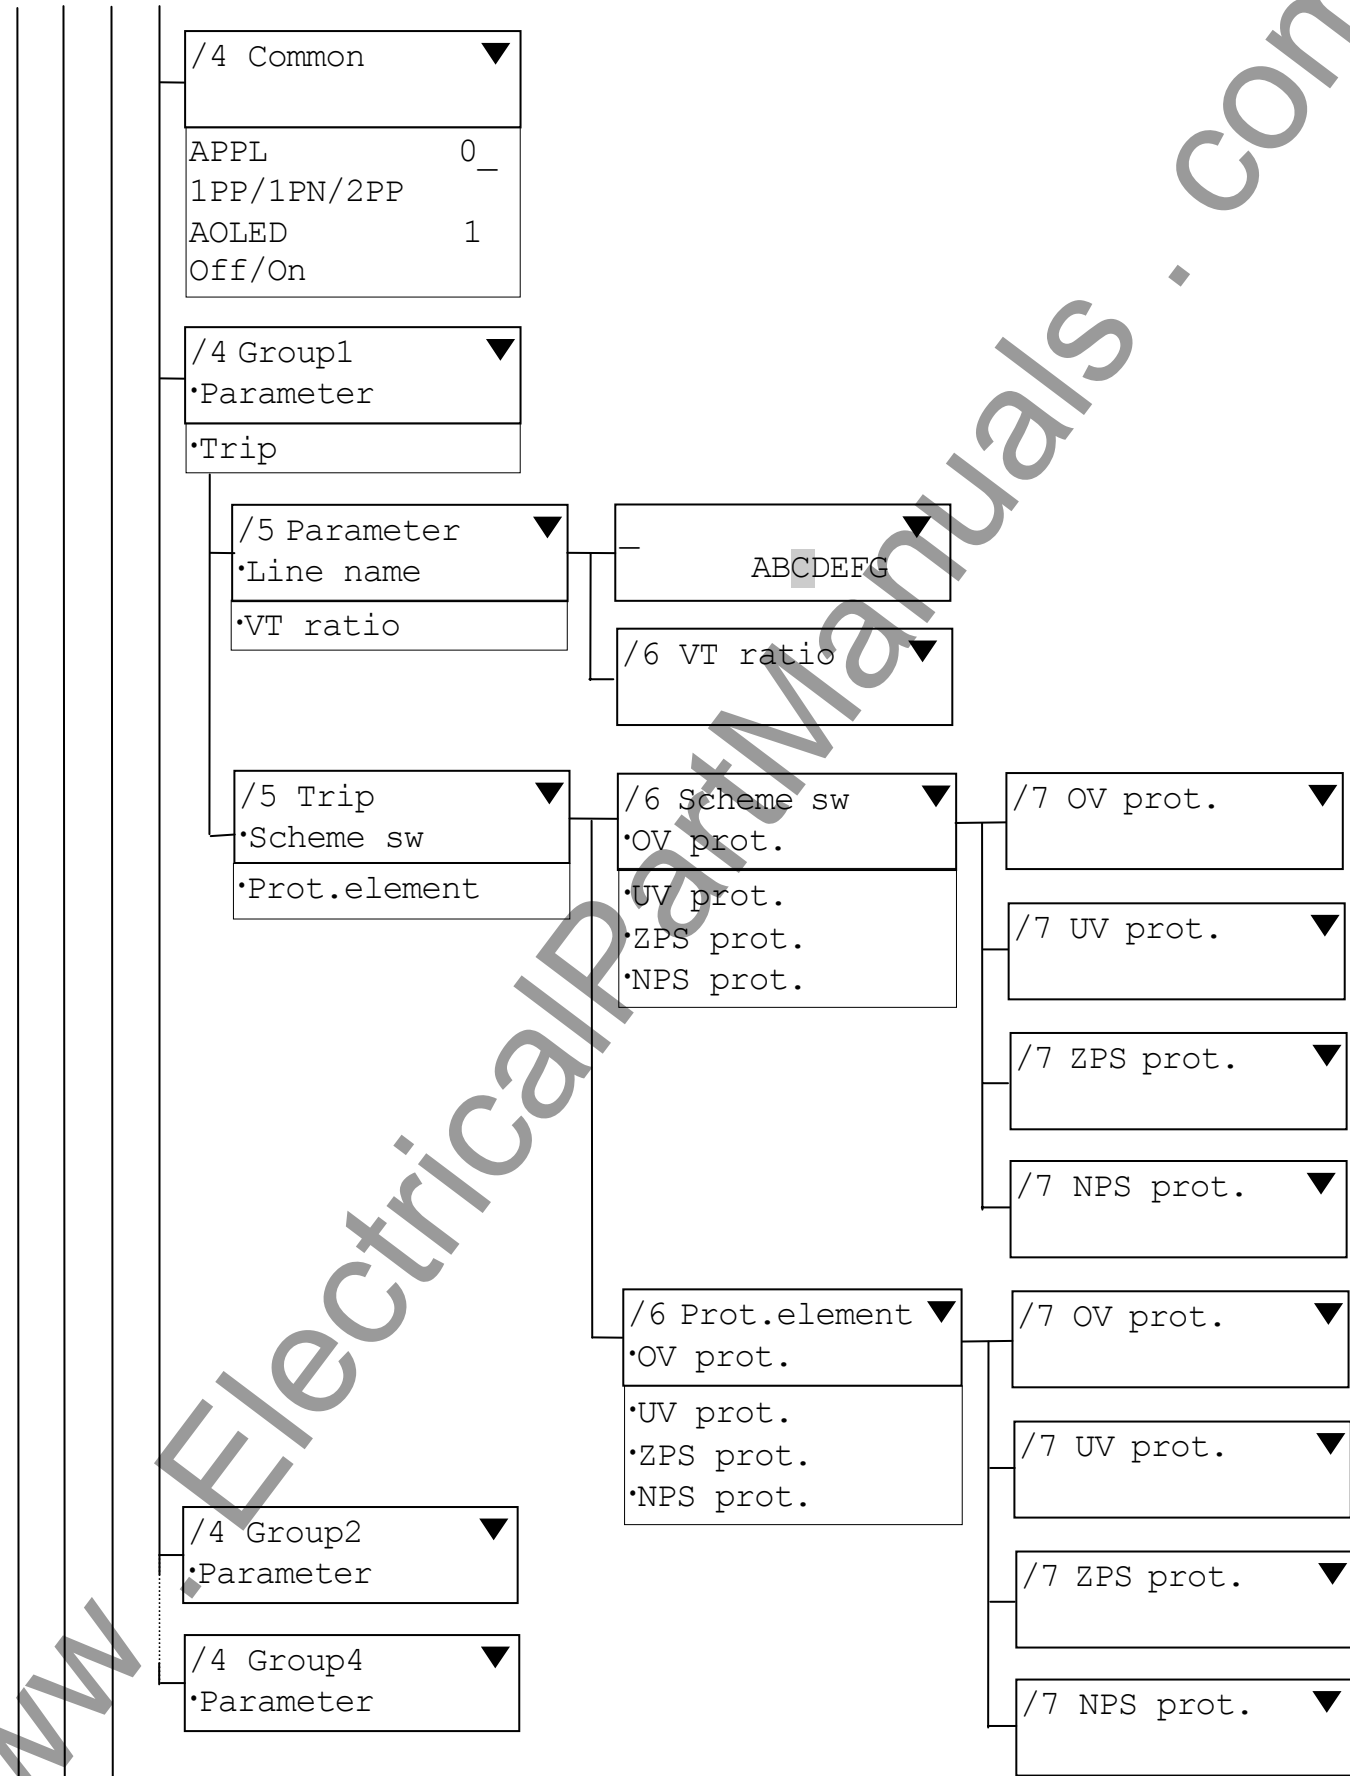 /4 Common ▼
APPL 0_
1PP/1PN/2PP
AOLED 1
Off/On
/4 Group1 ▼
·Parameter
·Trip
/5 Parameter ▼
·Line name
·VT ratio
_ ▼
ABCDEFG
/6 VT ratio ▼
/5 Trip ▼
·Scheme sw
·Prot.element
/6 Scheme sw ▼
·OV prot.
·UV prot.
·ZPS prot.
·NPS prot.
/7 OV prot. ▼
/7 UV prot. ▼
/7 ZPS prot. ▼
/7 NPS prot. ▼
/6 Prot.element ▼
·OV prot.
·UV prot.
·ZPS prot.
·NPS prot.
/7 OV prot. ▼
/7 UV prot. ▼
/7 ZPS prot. ▼
/7 NPS prot. ▼
/4 Group2 ▼
·Parameter
/4 Group4 ▼
·Parameter
ww . ElectricalPartManuals . com